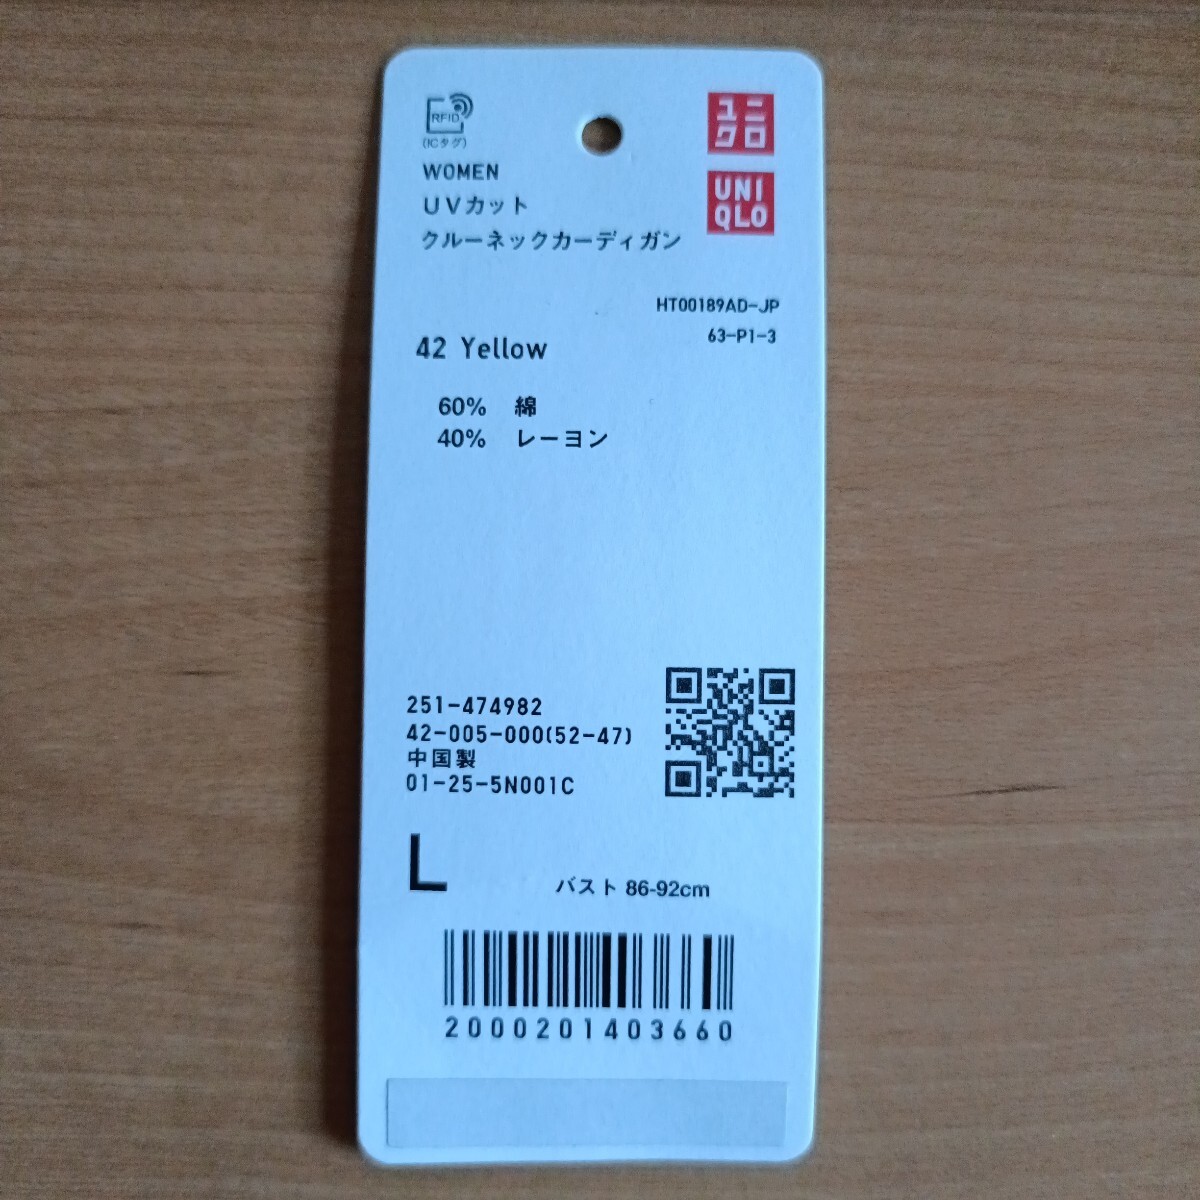 RFID
(ICタグ)
WOMEN
UVカット
クルーネックカーディガン
ユニ
クロ
UNI
QLO
HT00189AD-JP
63-P1-3
42 Yellow
60% 綿
40% レーヨン
251-474982
42-005-000(52-47)
中国製
01-25-5N001C
L
バスト 86-92cm
2000201403660